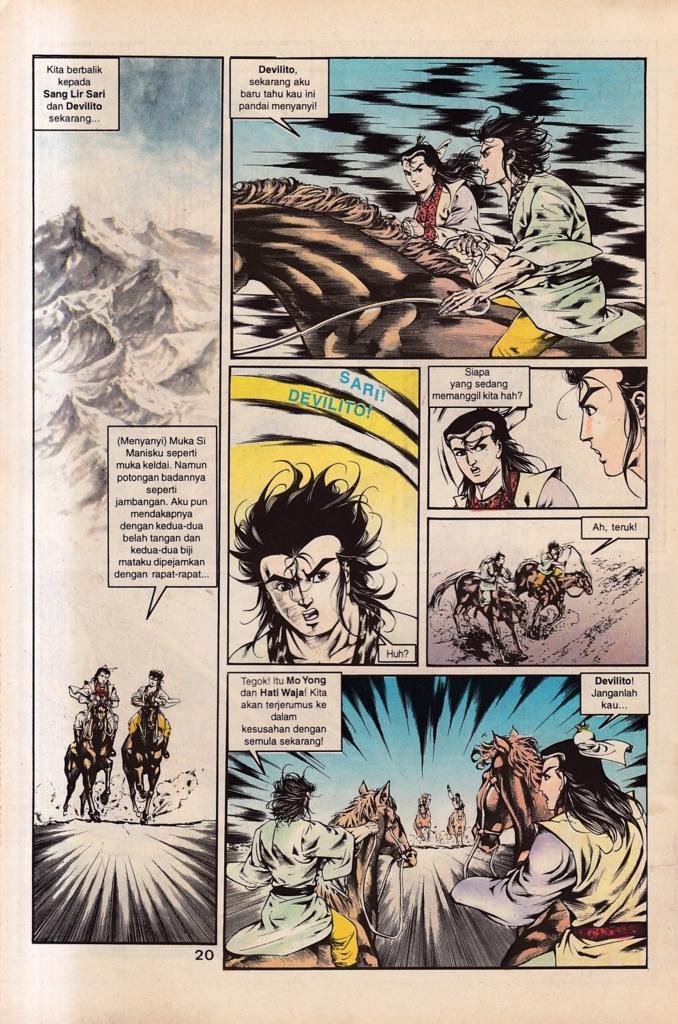 Kita berbalik
kepada
Sang Lir Sari
dan Devilito
sekarang...
(Menyanyi) Muka Si
Manisku seperti
muka keldai. Namun
potongan badannya
seperti
jambangan. Aku pun
mendakapnya
dengan kedua-dua
belah tangan dan
kedua-dua biji
mataku dipejamkan
dengan rapat-rapat...
Devilito,
sekarang aku
baru tahu kau ini
pandai menyanyi!
SARI!
DEVILITO!
Huh?
Siapa
yang sedang
memanggil kita hah?
Ah, teruk!
Tegok! Itu Mo Yong
dan Hati Waja! Kita
akan terjerumus ke
dalam
kesusahan dengan
semula sekarang!
Devilito!
Janganlah
kau...
20